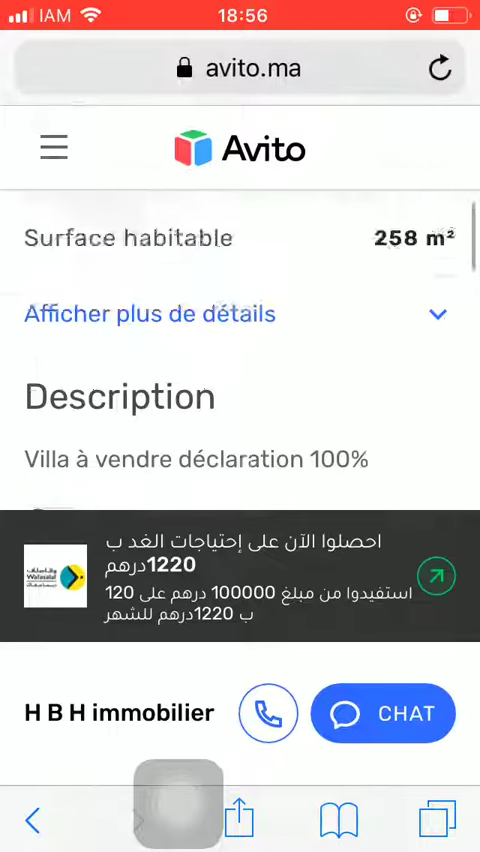 IAM 18:56
avito.ma
Avito
Surface habitable 258 m²
Afficher plus de détails
Description
Villa à vendre déclaration 100%
احصلوا الآن على إحتياجات الغد ب
1220درهم
استفيدوا من مبلغ 100000 درهم على 120
ب 1220درهم للشهر
وفاسلف
Wafasalaf
H B H immobilier CHAT